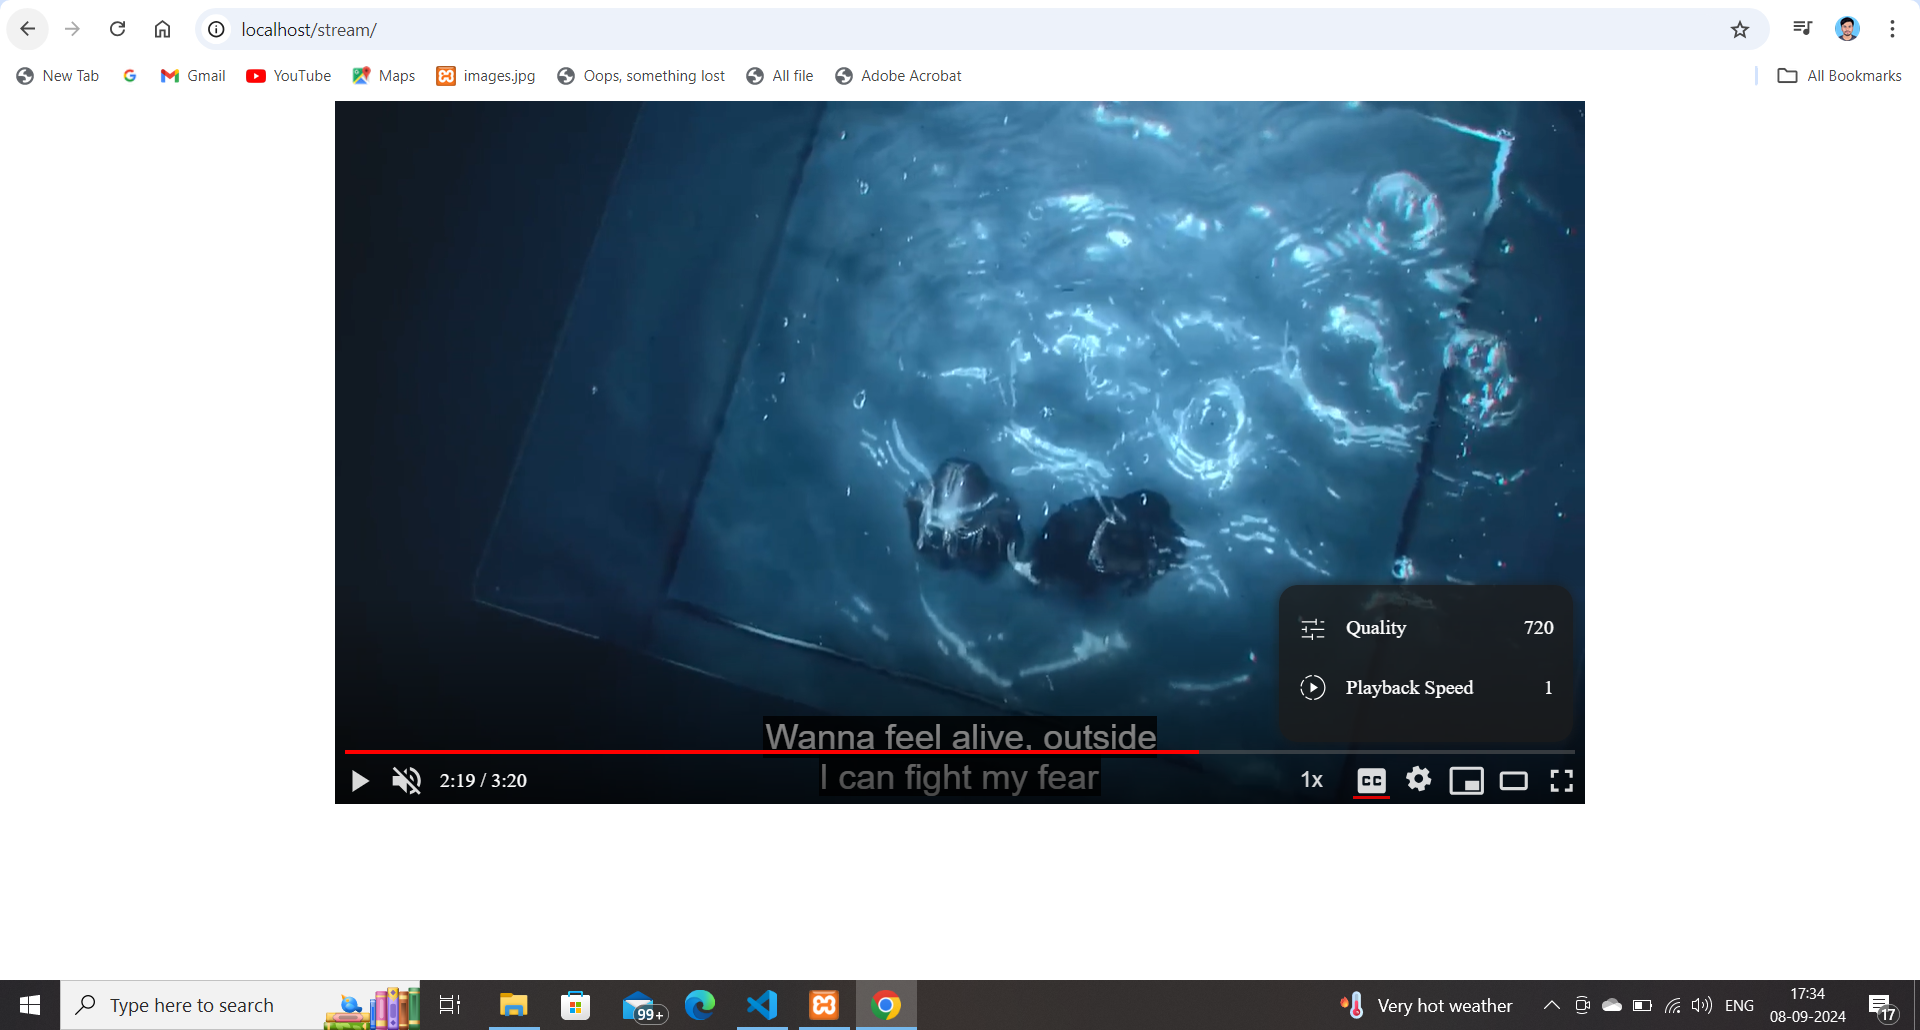 localhost/stream/
New Tab
Gmail
YouTube
Maps
images.jpg
Oops, something lost
All file
Adobe Acrobat
All Bookmarks
Quality 720
Playback Speed 1
Wanna feel alive, outside
I can fight my fear
2:19 / 3:20
1x
CC
Type here to search
99+
Very hot weather
ENG
17:34
08-09-2024
17